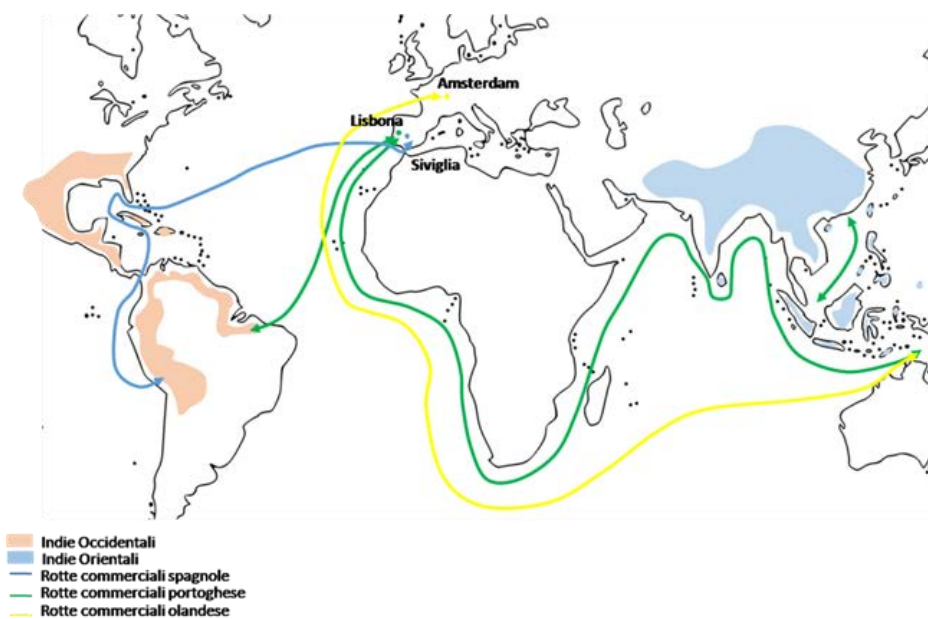 Amsterdam
Lisbona
Siviglia
Indie Occidentali
Indie Orientali
Rotte commerciali spagnole
Rotte commerciali portoghese
Rotte commerciali olandese